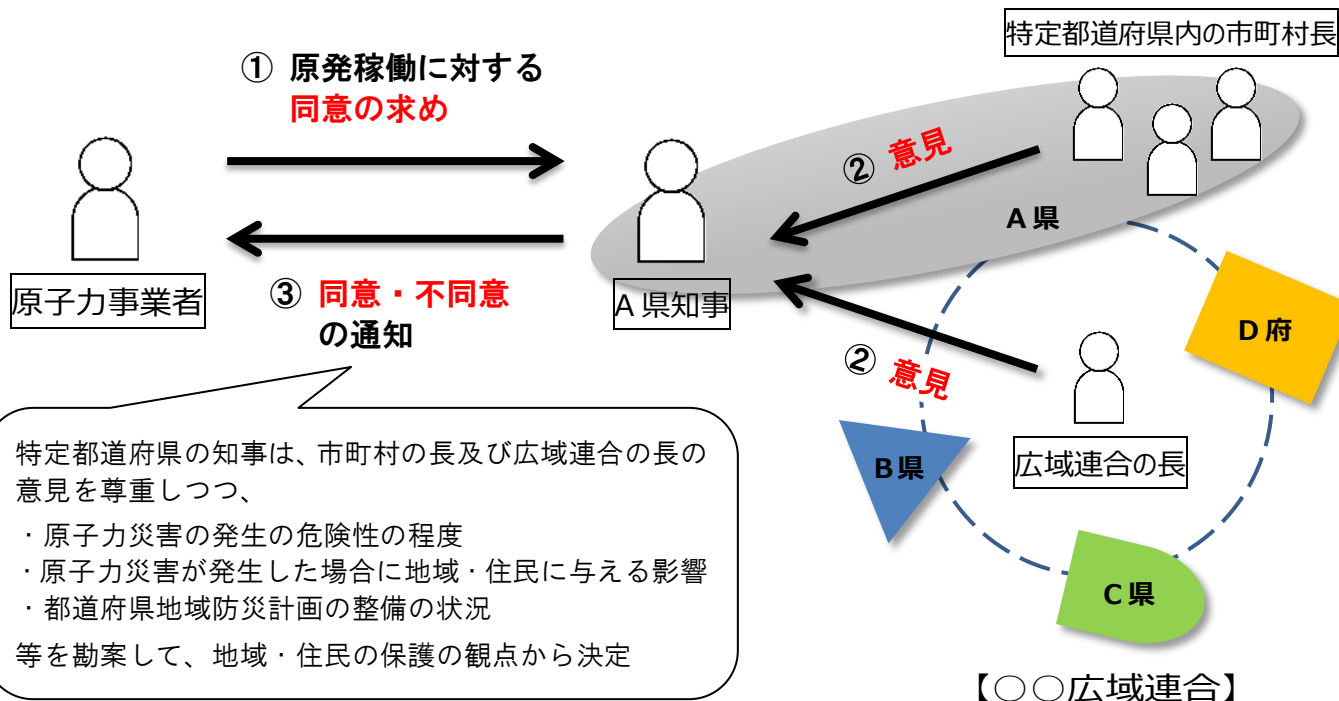 特定都道府県内の市町村長
① 原発稼働に対する
同意の求め
② 意見
A県
原子力事業者
③ 同意・不同意
の通知
A県知事
② 意見
D府
B県
広域連合の長
C県
【○○広域連合】
特定都道府県の知事は、市町村の長及び広域連合の長の
意見を尊重しつつ、
・原子力災害の発生の危険性の程度
・原子力災害が発生した場合に地域・住民に与える影響
・都道府県地域防災計画の整備の状況
等を勘案して、地域・住民の保護の観点から決定